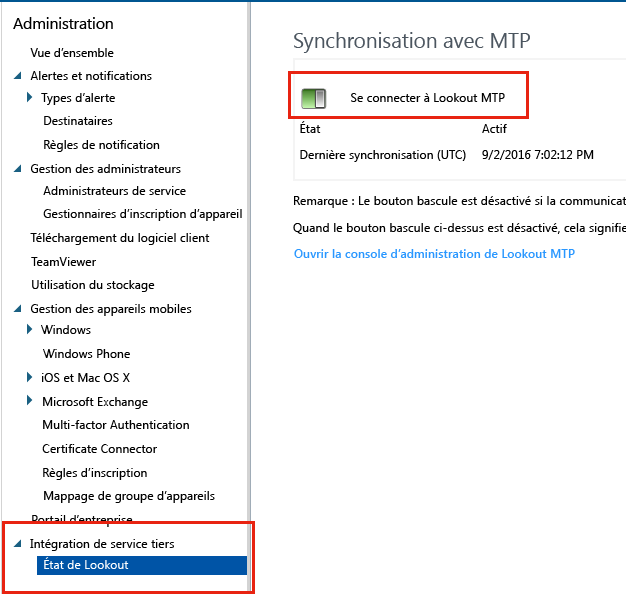 Administration
Vue d'ensemble
Alertes et notifications
Types d'alerte
Destinataires
Règles de notification
Gestion des administrateurs
Administrateurs de service
Gestionnaires d'inscription d'appareil
Téléchargement du logiciel client
TeamViewer
Utilisation du stockage
Gestion des appareils mobiles
Windows
Windows Phone
iOS et Mac OS X
Microsoft Exchange
Multi-factor Authentication
Certificate Connector
Règles d'inscription
Mappage de groupe d'appareils
Portail d'entreprise
Intégration de service tiers
État de Lookout
Synchronisation avec MTP
Se connecter à Lookout MTP
État Actif
Dernière synchronisation (UTC) 9/2/2016 7:02:12 PM
Remarque : Le bouton bascule est désactivé si la communicat
Quand le bouton bascule ci-dessus est désactivé, cela signifie
Ouvrir la console d'administration de Lookout MTP